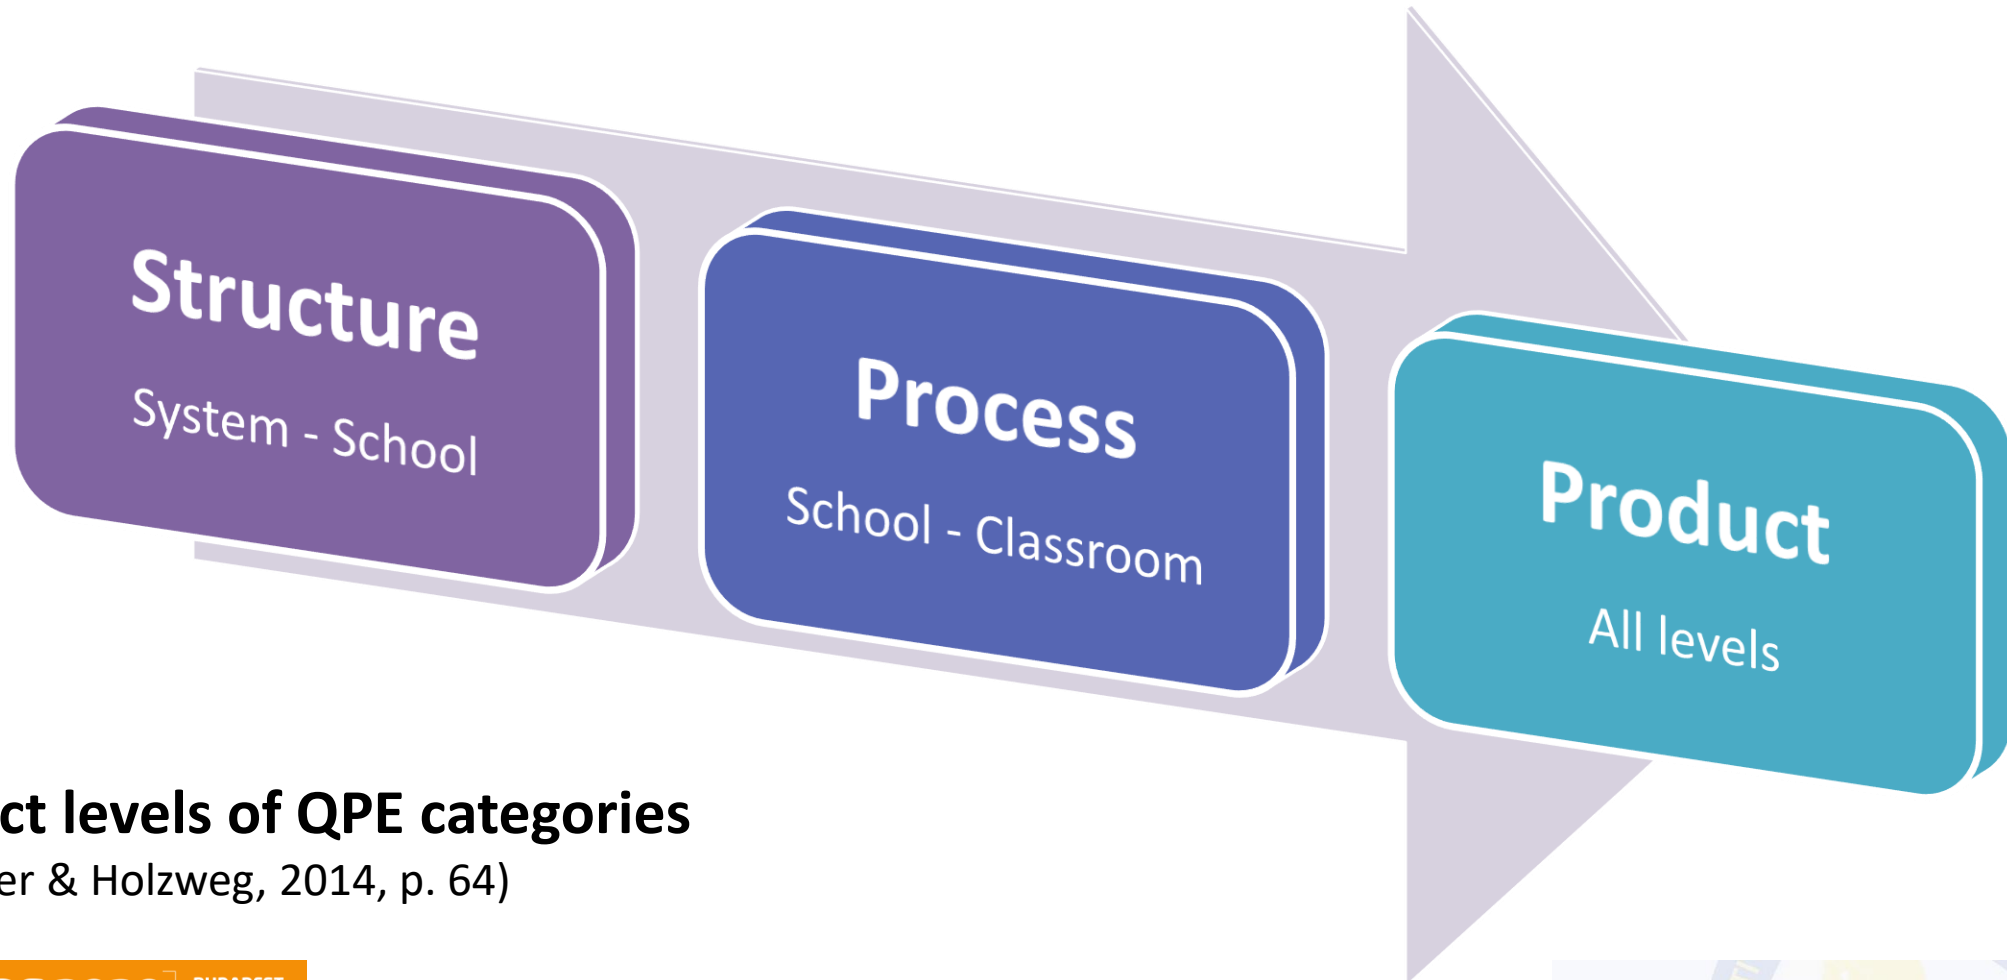 Structure
System - School
Process
School - Classroom
Product
All levels
ct levels of QPE categories
er & Holzweg, 2014, p. 64)